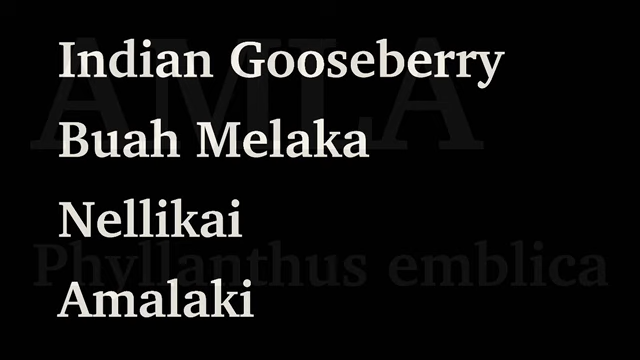 AMLA
Indian Gooseberry
Buah Melaka
Nellikai
Phyllanthus emblica
Amalaki